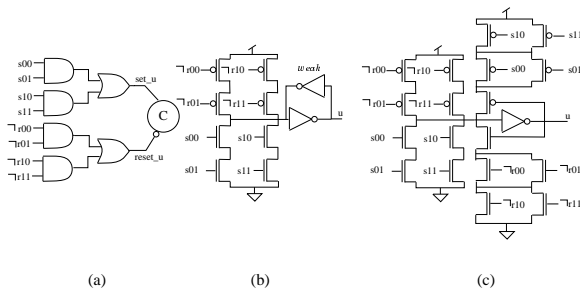 s00
s01
s10
s11
¬r00
¬r01
¬r10
¬r11
set_u
C
reset_u
(a)
¬r00
¬r10
weak
¬r01
¬r11
u
s00
s10
s01
s11
(b)
s10
s11
¬r00
¬r10
s00
s01
¬r01
¬r11
u
s00
s10
¬r00
¬r01
s01
s11
¬r10
¬r11
(c)